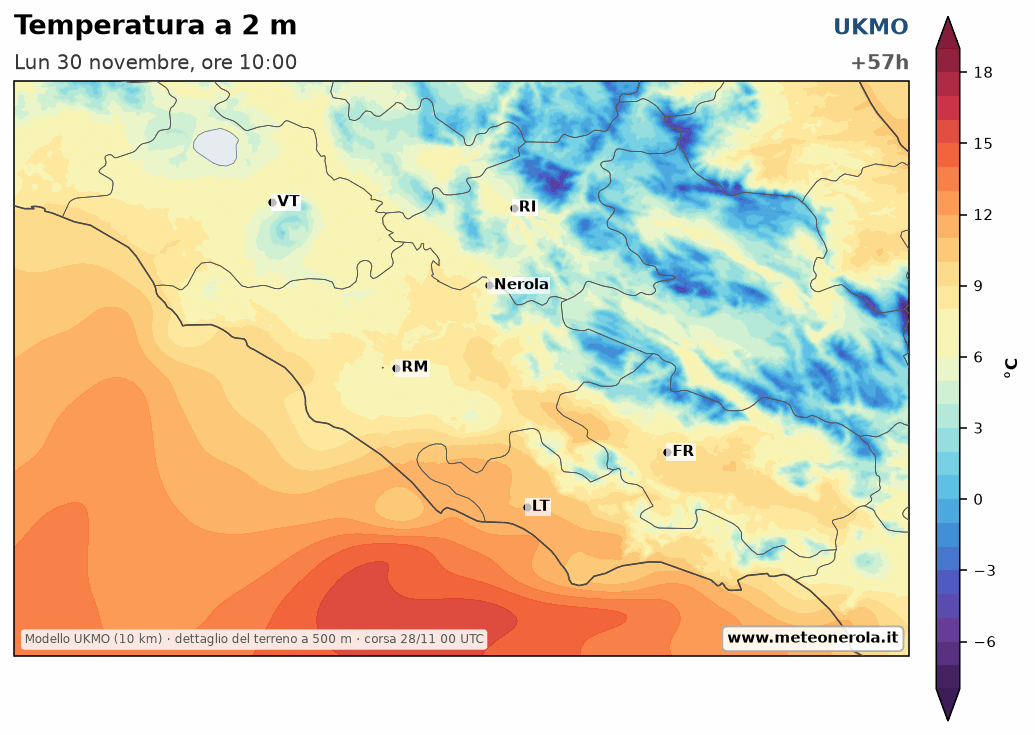 Temperatura a 2 m
UKMO
Lun 30 novembre, ore 10:00
+57h
VT
RI
Nerola
RM
FR
LT
Modello UKMO (10 km) · dettaglio del terreno a 500 m · corsa 28/11 00 UTC
www.meteonerola.it
18
15
12
9
6
3
0
−3
−6
°C